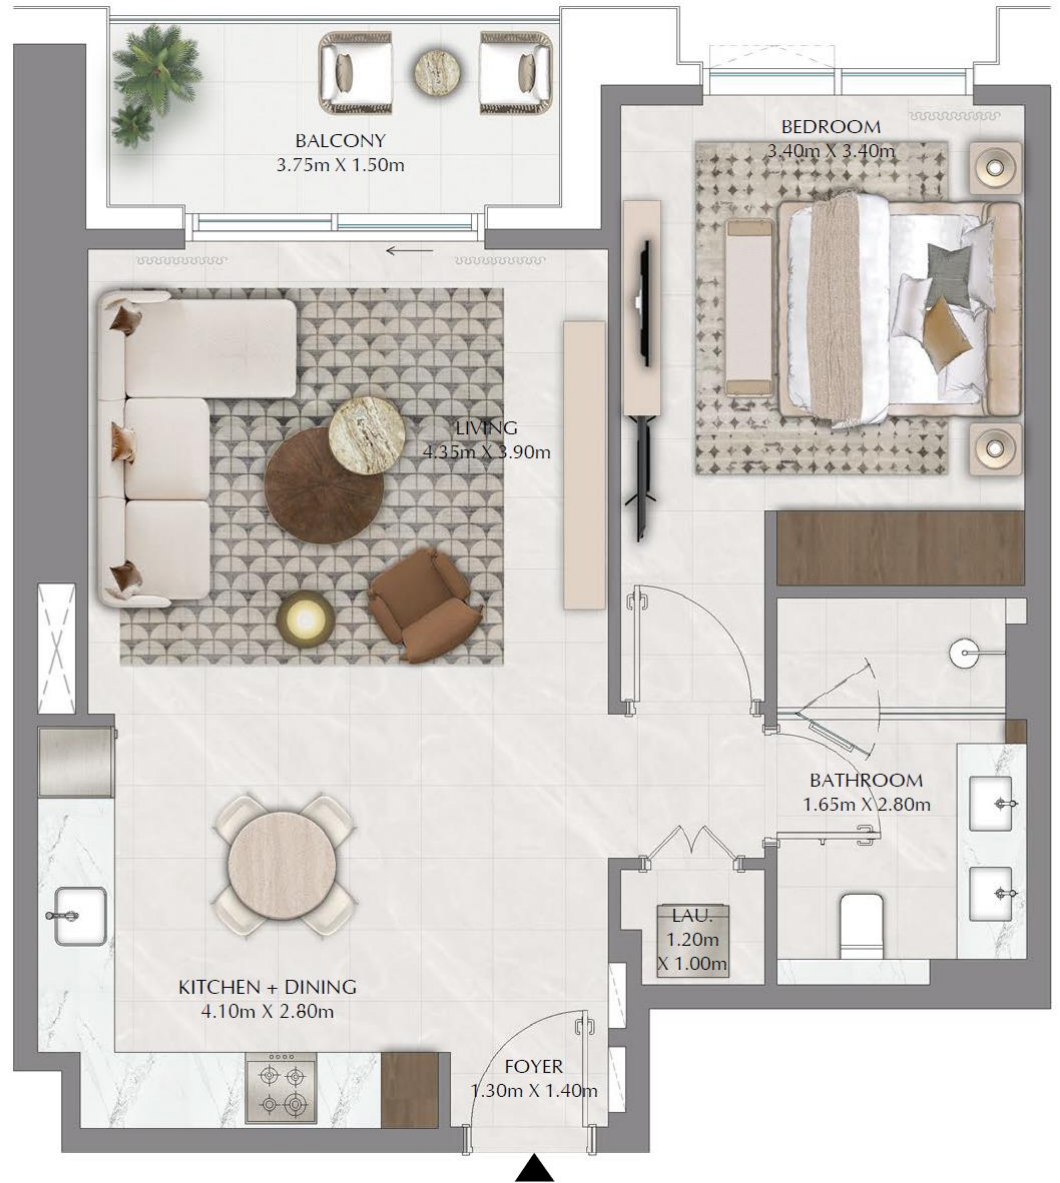 BALCONY
3.75m X 1.50m
BEDROOM
3.40m X 3.40m
LIVING
4.35m X 3.90m
BATHROOM
1.65m X 2.80m
LAU.
1.20m
X 1.00m
KITCHEN + DINING
4.10m X 2.80m
FOYER
1.30m X 1.40m